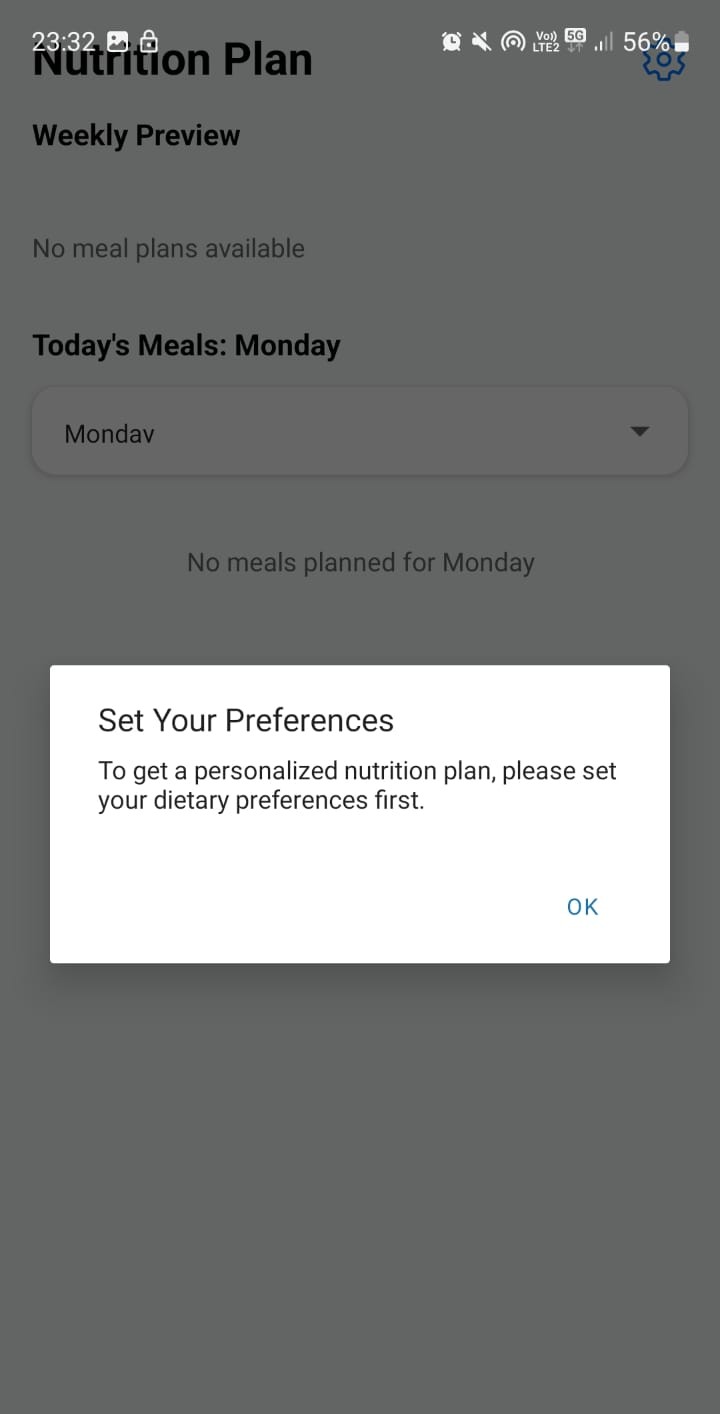 23:32
Vo)) 5G
LTE2
56%
Nutrition Plan
Weekly Preview
No meal plans available
Today's Meals: Monday
Monday
No meals planned for Monday
Set Your Preferences
To get a personalized nutrition plan, please set
your dietary preferences first.
OK